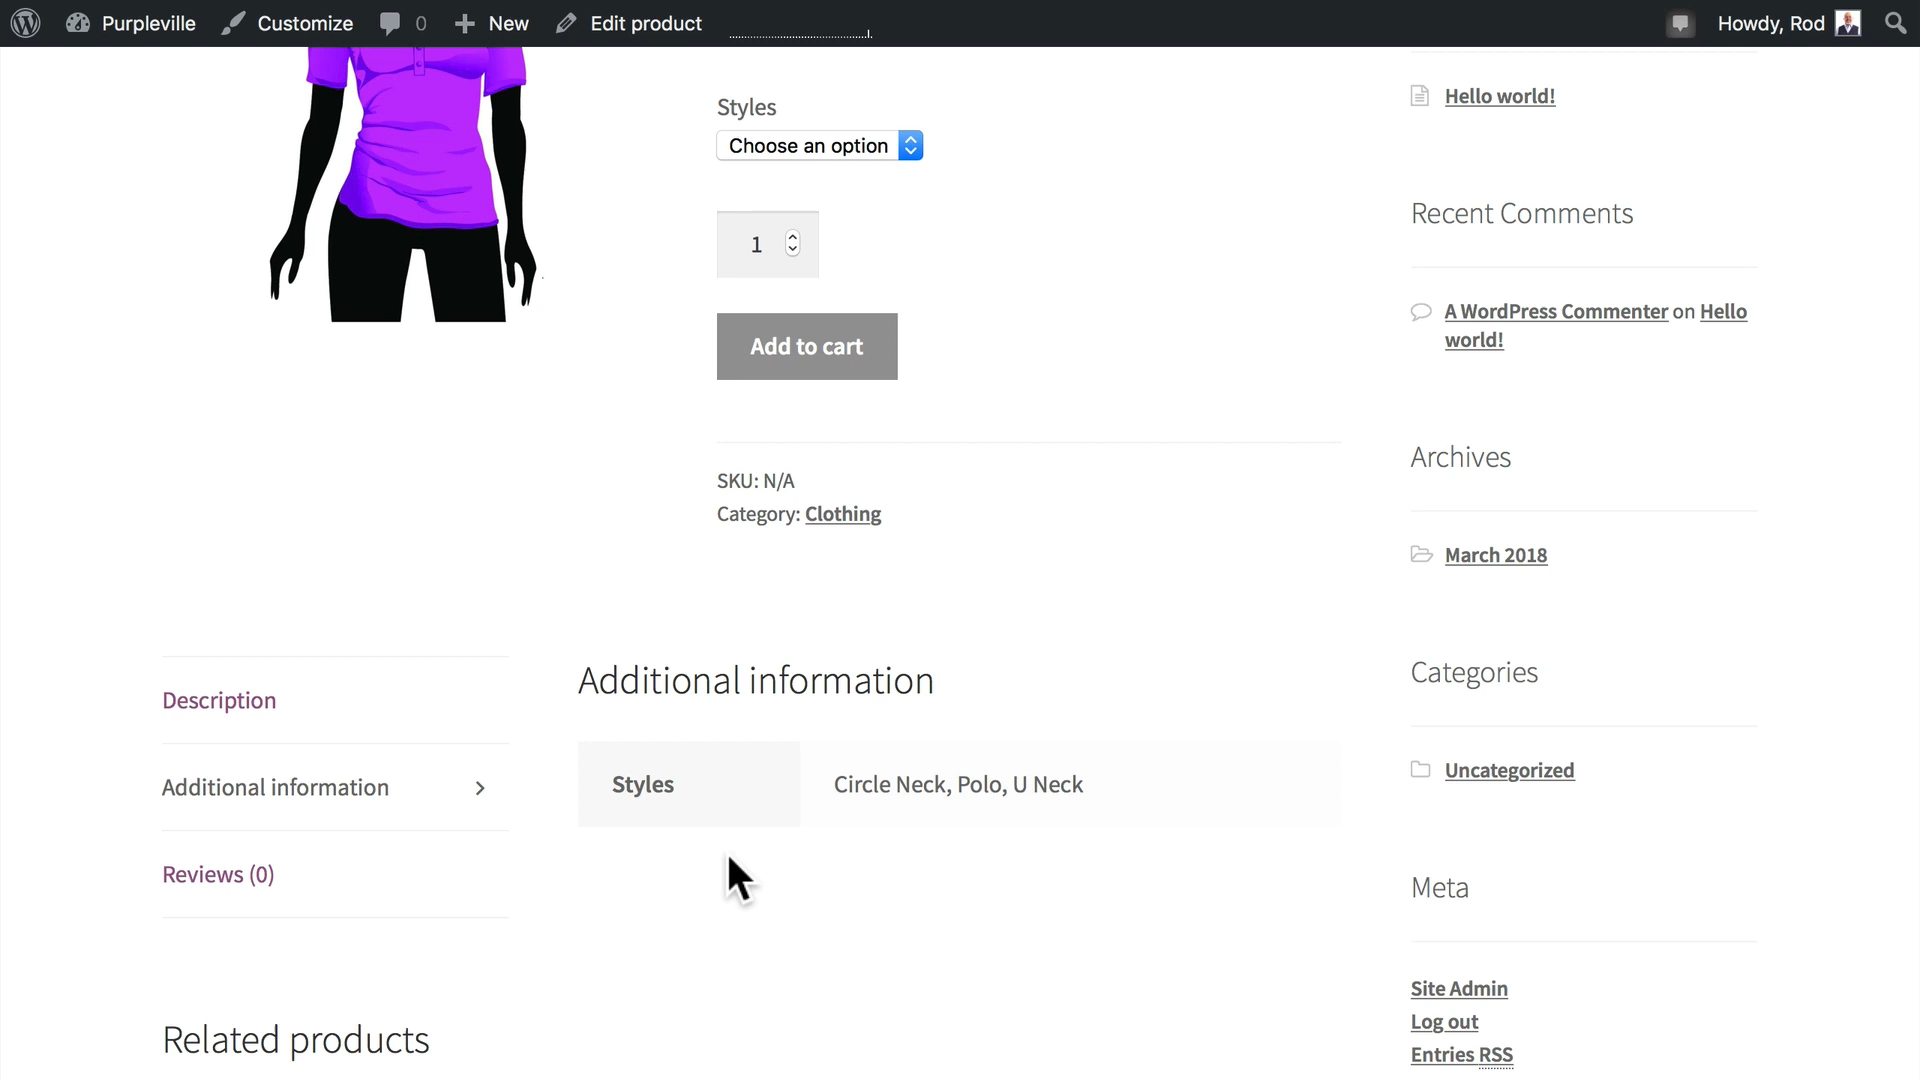 Purpleville Customize 0 New Edit product Howdy, Rod
Styles
Choose an option
1
Add to cart
SKU: N/A
Category: Clothing
Description
Additional information
Reviews (0)
Additional information
Styles Circle Neck, Polo, U Neck
Related products
Hello world!
Recent Comments
A WordPress Commenter on Hello
world!
Archives
March 2018
Categories
Uncategorized
Meta
Site Admin
Log out
Entries RSS